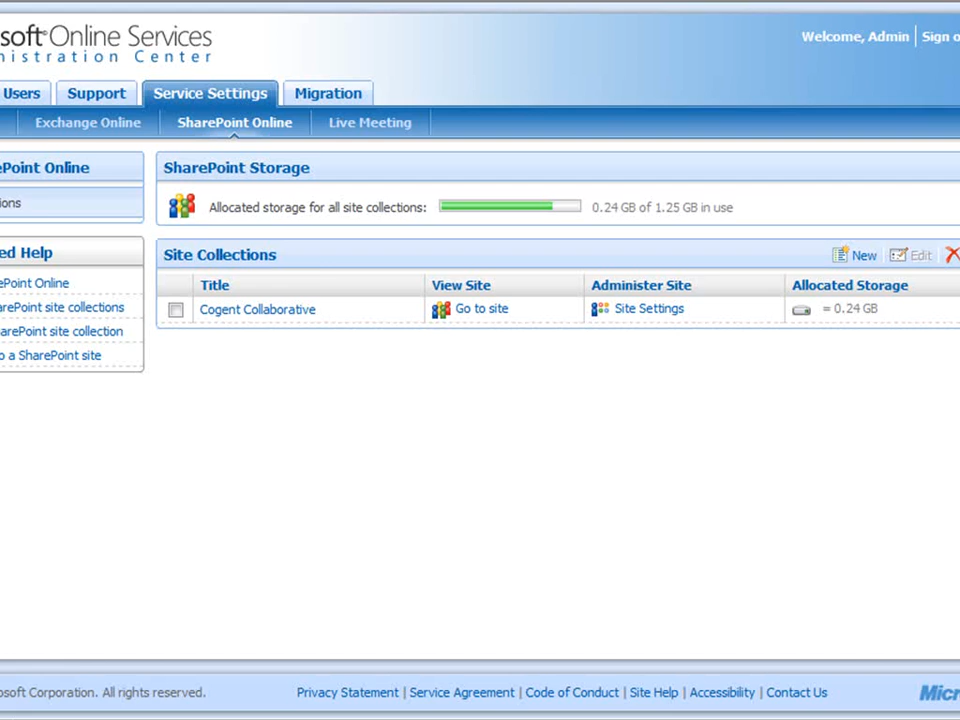 soft Online Services
nistration Center
Welcome, Admin | Sign o
Users Support Service Settings Migration
Exchange Online SharePoint Online Live Meeting
ePoint Online
ions
ed Help
ePoint Online
arePoint site collections
arePoint site collection
o a SharePoint site
SharePoint Storage
Allocated storage for all site collections: 0.24 GB of 1.25 GB in use
Site Collections New Edit
Title View Site Administer Site Allocated Storage
Cogent Collaborative Go to site Site Settings = 0.24 GB
osoft Corporation. All rights reserved. Privacy Statement | Service Agreement | Code of Conduct | Site Help | Accessibility | Contact Us Micr